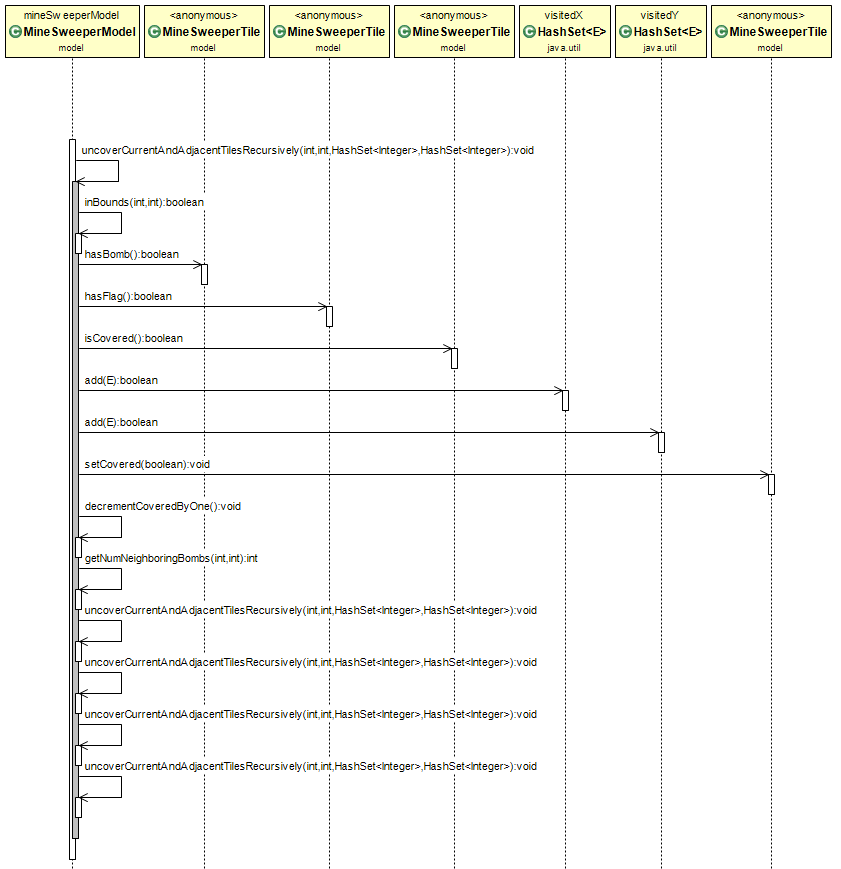 mineSweeperModel
MineSweeperModel
model
<anonymous>
MineSweeperTile
model
<anonymous>
MineSweeperTile
model
<anonymous>
MineSweeperTile
model
visitedX
HashSet<E>
java.util
visitedY
HashSet<E>
java.util
<anonymous>
MineSweeperTile
model
uncoverCurrentAndAdjacentTilesRecursively(int,int,HashSet<Integer>,HashSet<Integer>):void
inBounds(int,int):boolean
hasBomb():boolean
hasFlag():boolean
isCovered():boolean
add(E):boolean
add(E):boolean
setCovered(boolean):void
decrementCoveredByOne():void
getNumNeighboringBombs(int,int):int
uncoverCurrentAndAdjacentTilesRecursively(int,int,HashSet<Integer>,HashSet<Integer>):void
uncoverCurrentAndAdjacentTilesRecursively(int,int,HashSet<Integer>,HashSet<Integer>):void
uncoverCurrentAndAdjacentTilesRecursively(int,int,HashSet<Integer>,HashSet<Integer>):void
uncoverCurrentAndAdjacentTilesRecursively(int,int,HashSet<Integer>,HashSet<Integer>):void